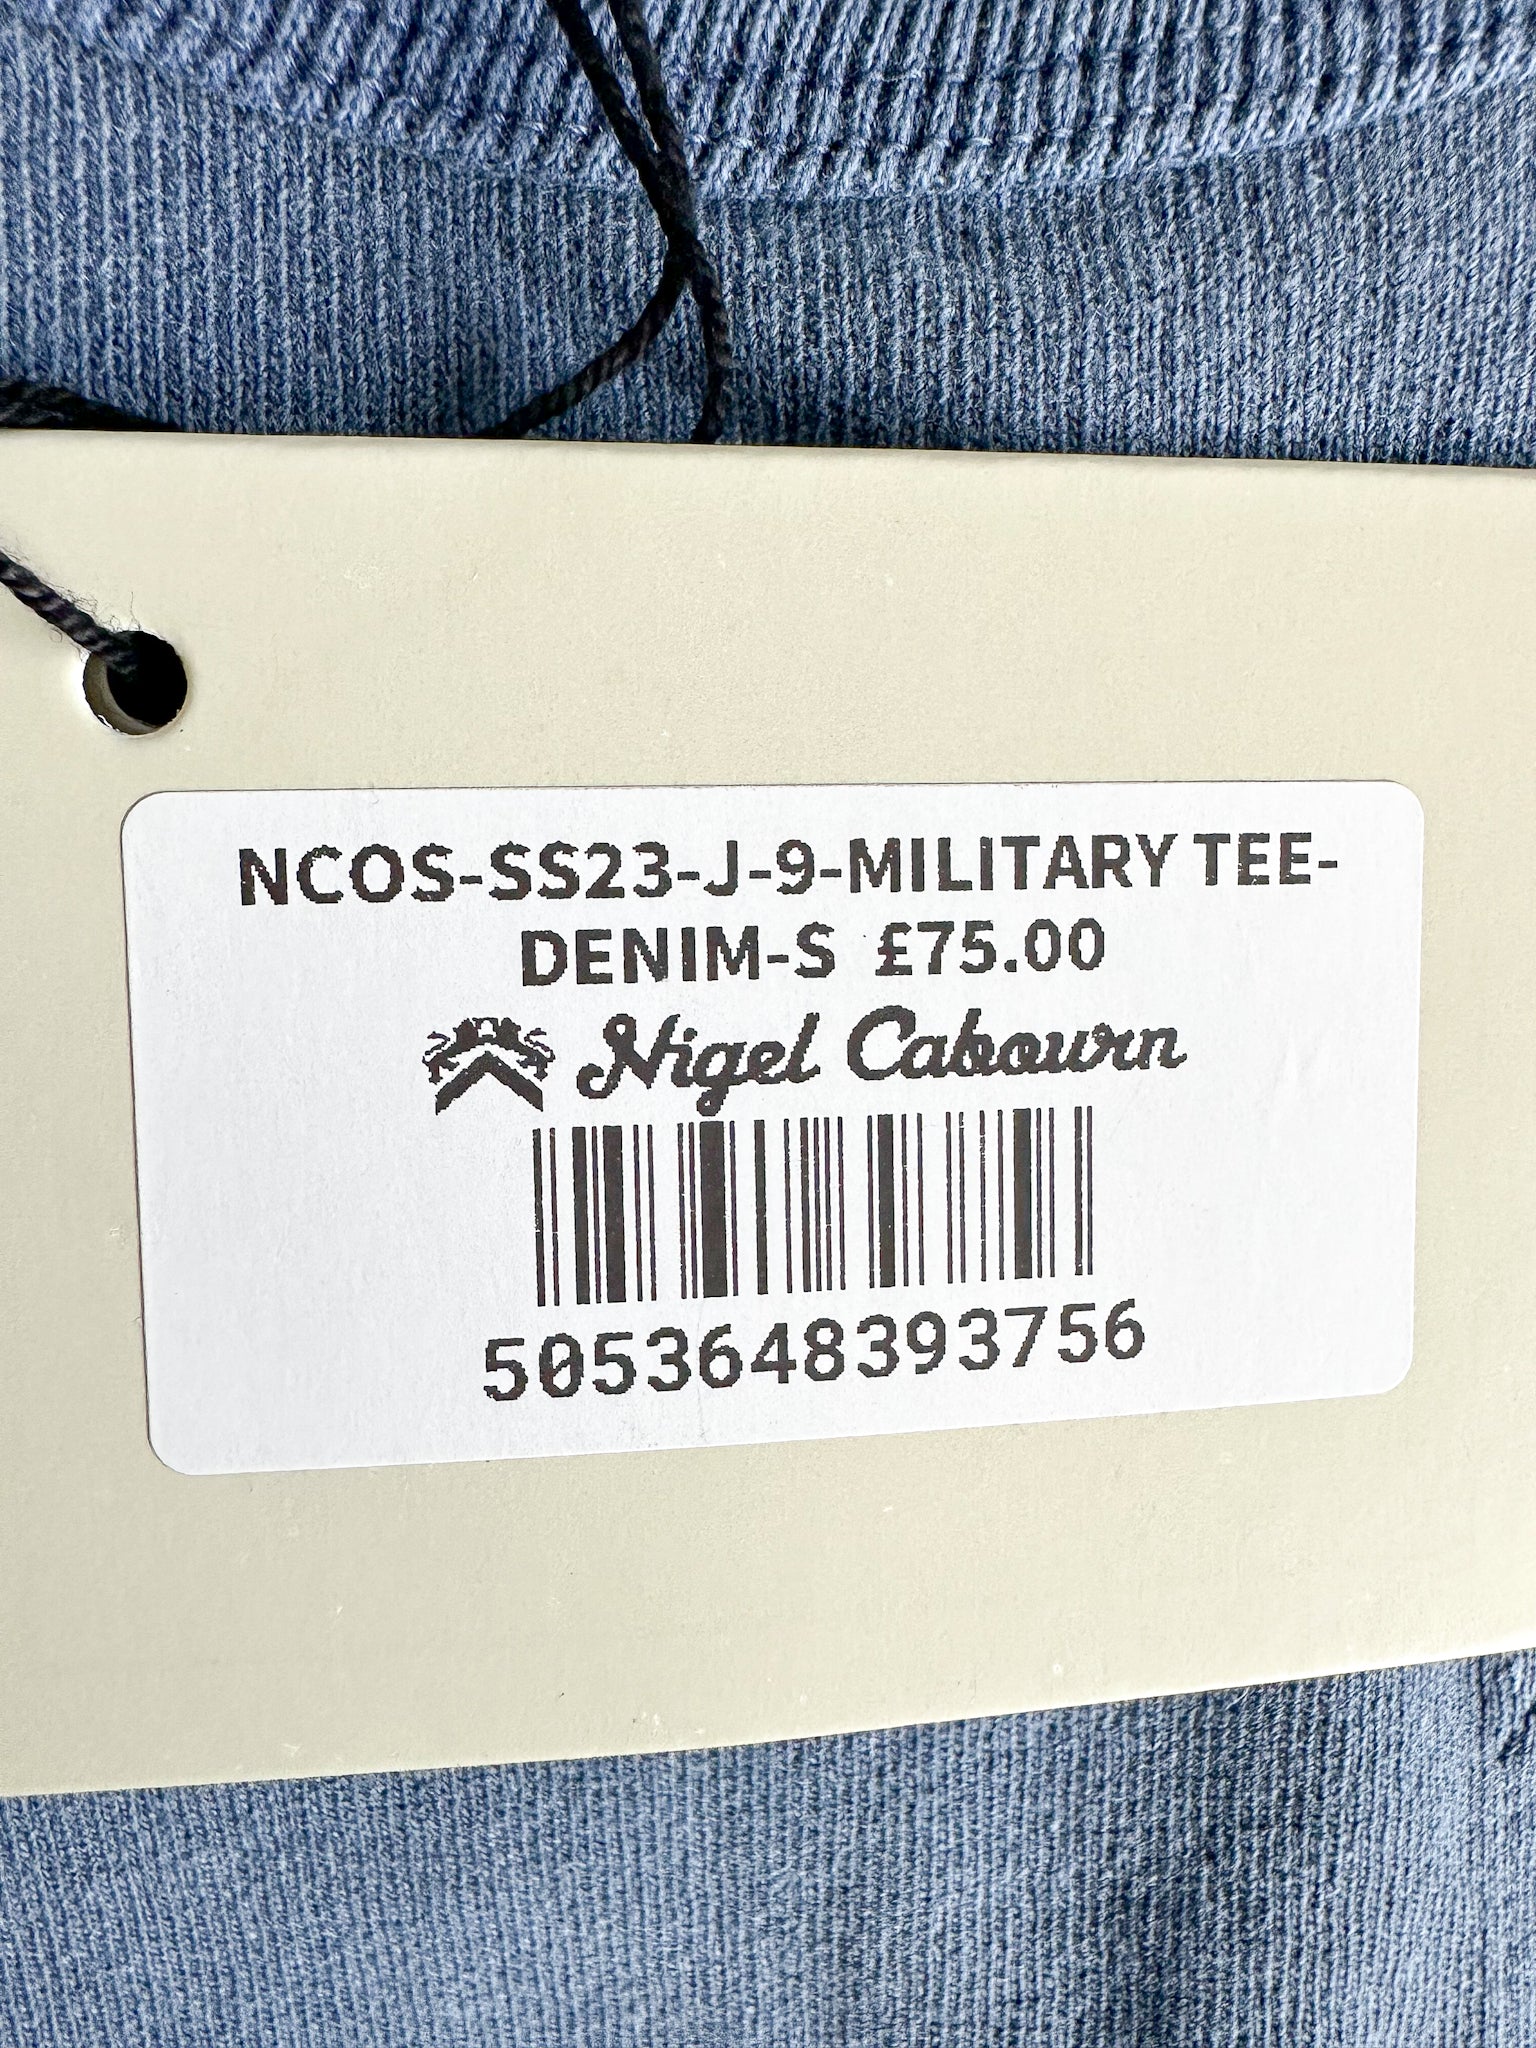 NCOS-SS23-J-9-MILITARY TEE-
DENIM-S £75.00
Nigel Cabourn
5053648393756